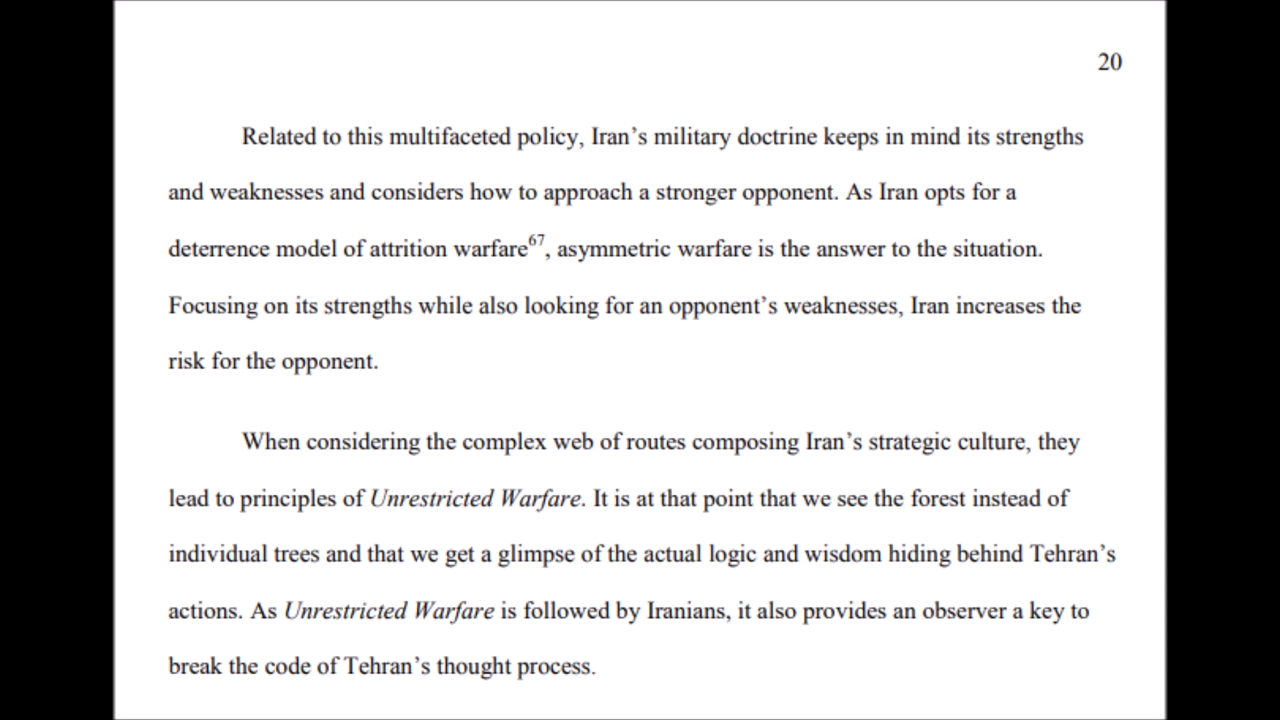 20
Related to this multifaceted policy, Iran’s military doctrine keeps in mind its strengths
and weaknesses and considers how to approach a stronger opponent. As Iran opts for a
deterrence model of attrition warfare67, asymmetric warfare is the answer to the situation.
Focusing on its strengths while also looking for an opponent’s weaknesses, Iran increases the
risk for the opponent.
When considering the complex web of routes composing Iran’s strategic culture, they
lead to principles of Unrestricted Warfare. It is at that point that we see the forest instead of
individual trees and that we get a glimpse of the actual logic and wisdom hiding behind Tehran’s
actions. As Unrestricted Warfare is followed by Iranians, it also provides an observer a key to
break the code of Tehran’s thought process.